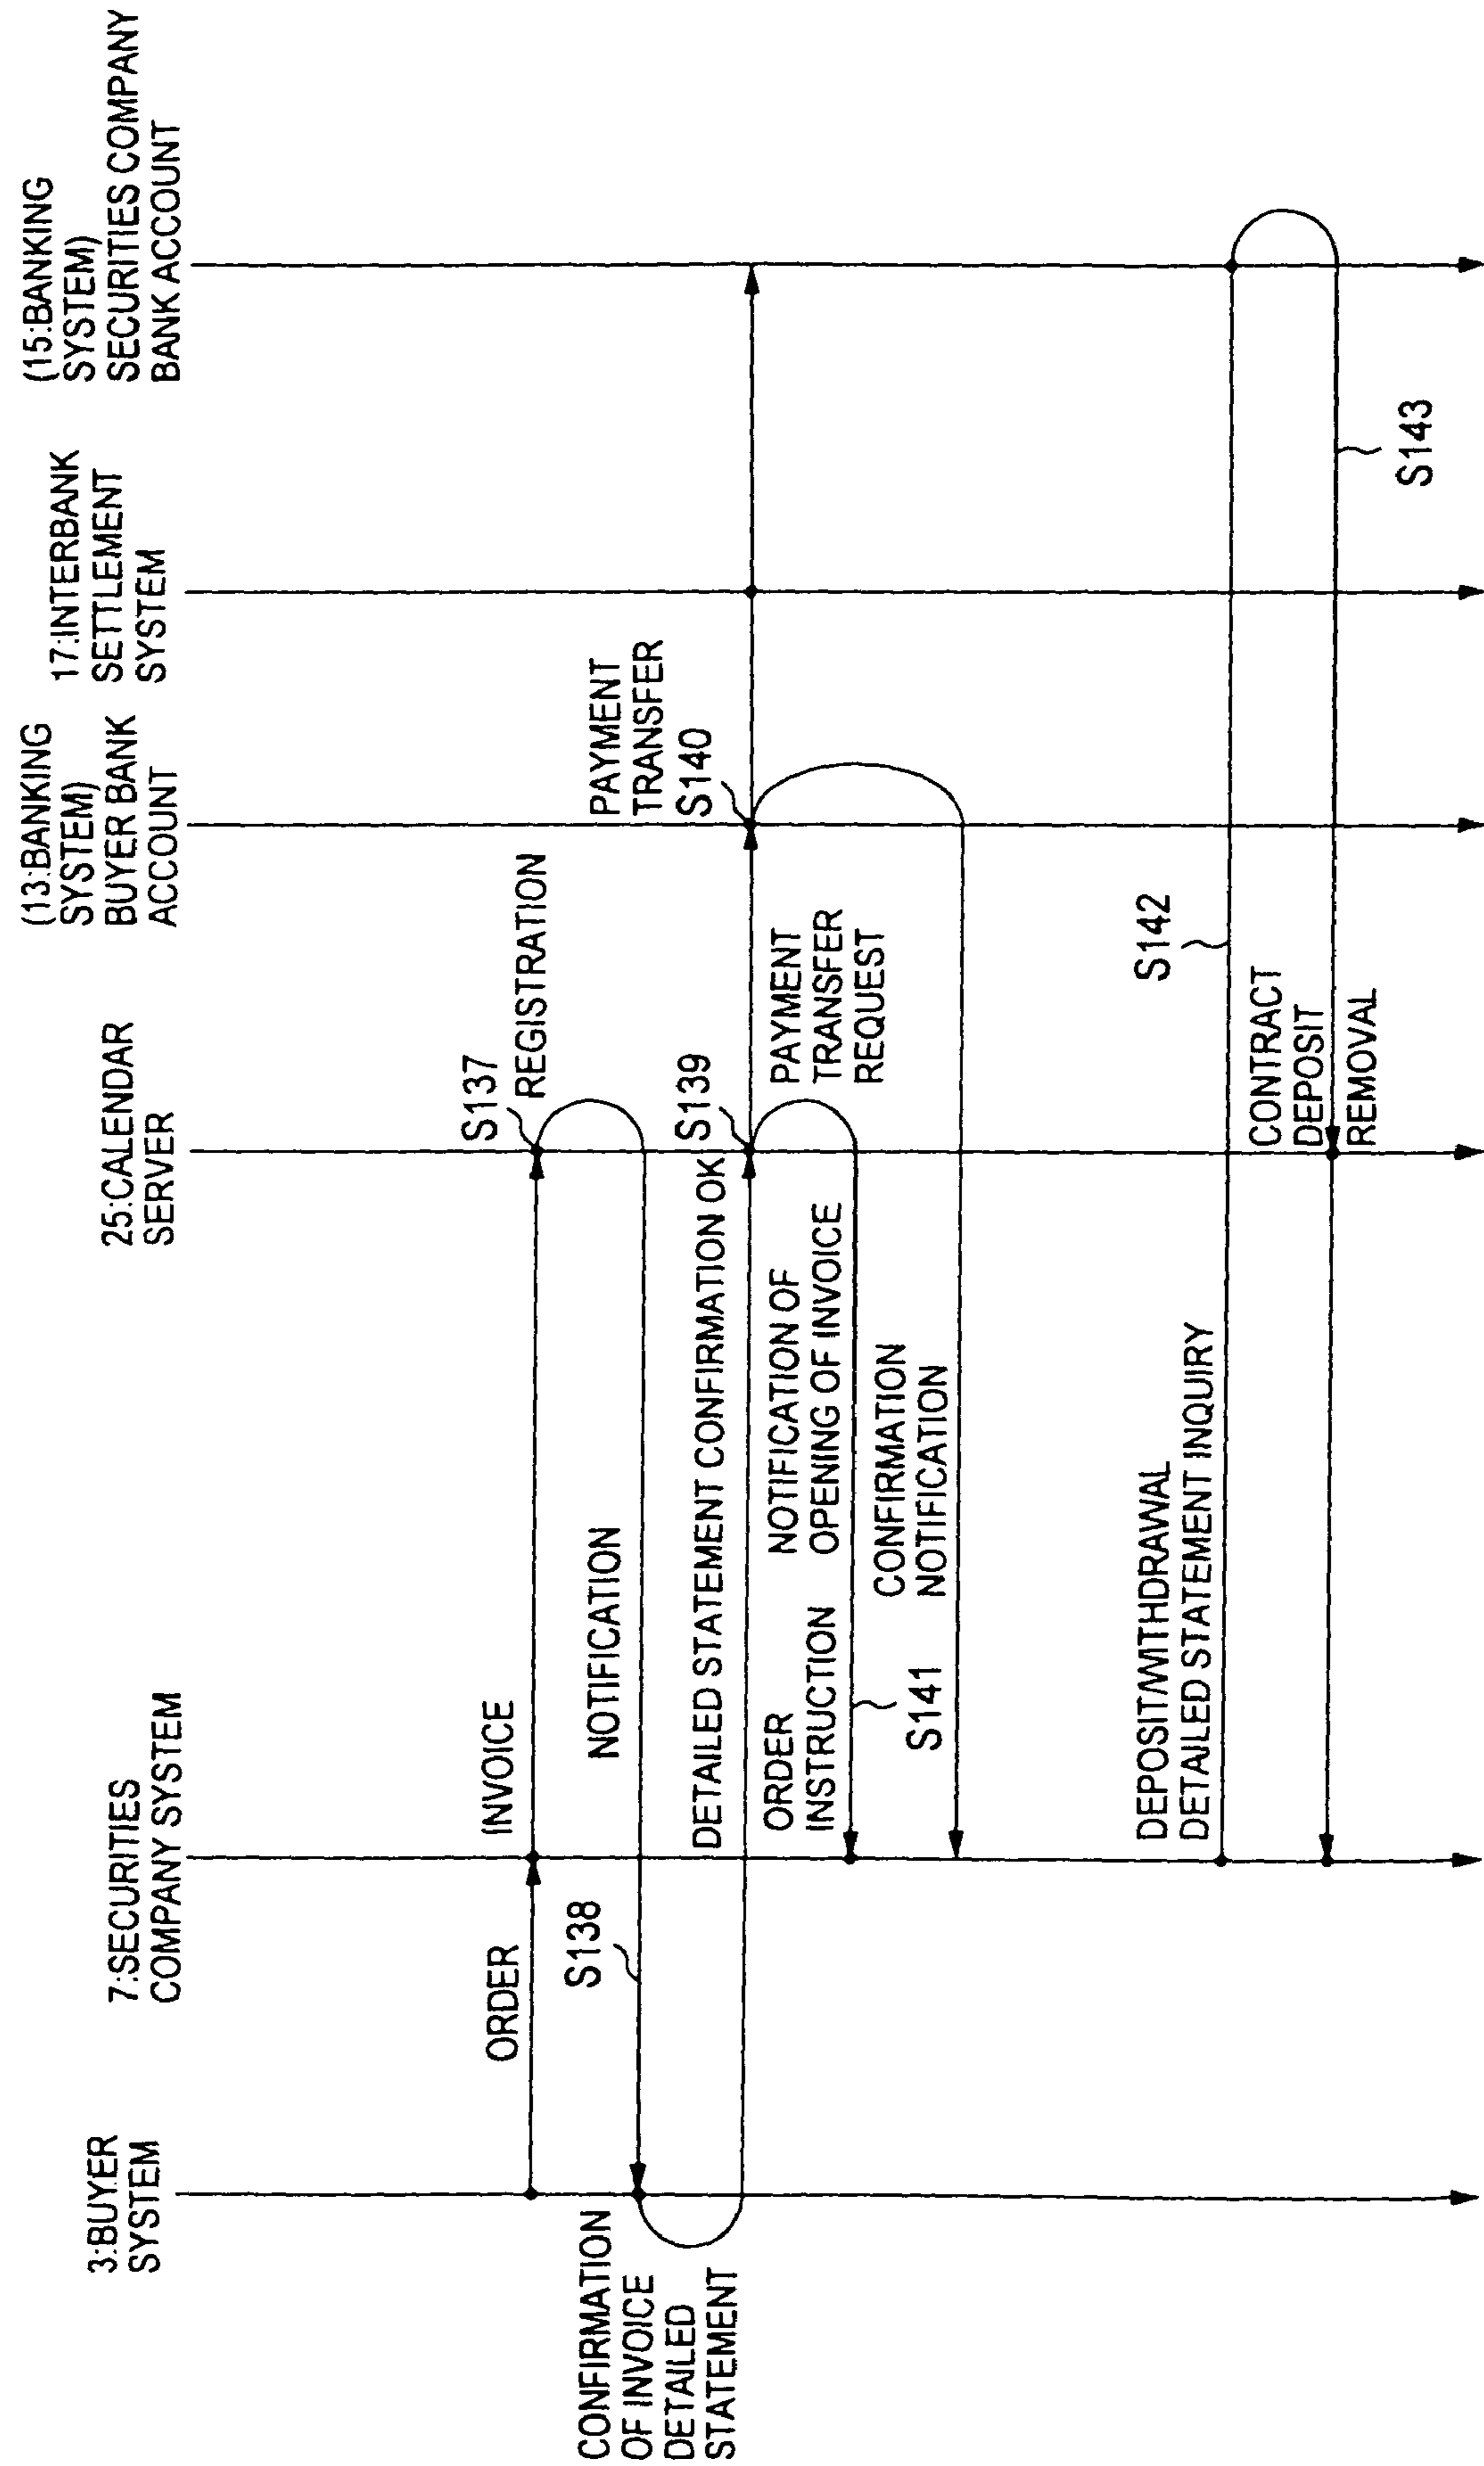 3:BUYER
SYSTEM
7:SECURITIES
COMPANY SYSTEM
25:CALENDAR
SERVER
(13:BANKING
SYSTEM)
BUYER BANK
ACCOUNT
17:INTERBANK
SETTLEMENT
SYSTEM
(15:BANKING
SYSTEM)
SECURITIES COMPANY
BANK ACCOUNT
ORDER
INVOICE
S137
REGISTRATION
S138
NOTIFICATION
CONFIRMATION
OF INVOICE
DETAILED
STATEMENT
DETAILED STATEMENT CONFIRMATION OK
S139
PAYMENT
TRANSFER
S140
PAYMENT
TRANSFER
REQUEST
ORDER
INSTRUCTION
NOTIFICATION OF
OPENING OF INVOICE
S141
CONFIRMATION
NOTIFICATION
DEPOSIT/WITHDRAWAL
DETAILED STATEMENT INQUIRY
S142
CONTRACT
DEPOSIT
REMOVAL
S143